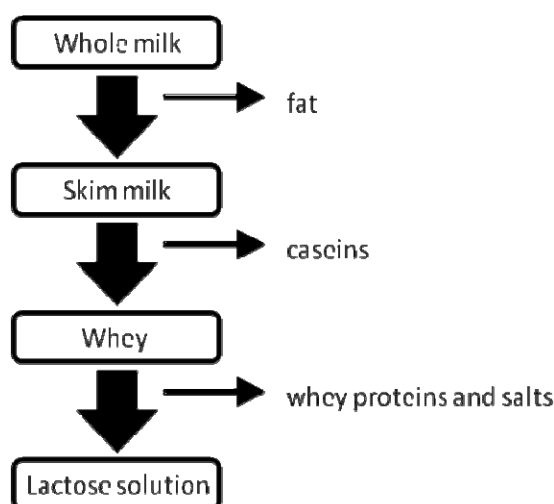 Whole milk
fat
Skim milk
caseins
Whey
whey proteins and salts
Lactose solution